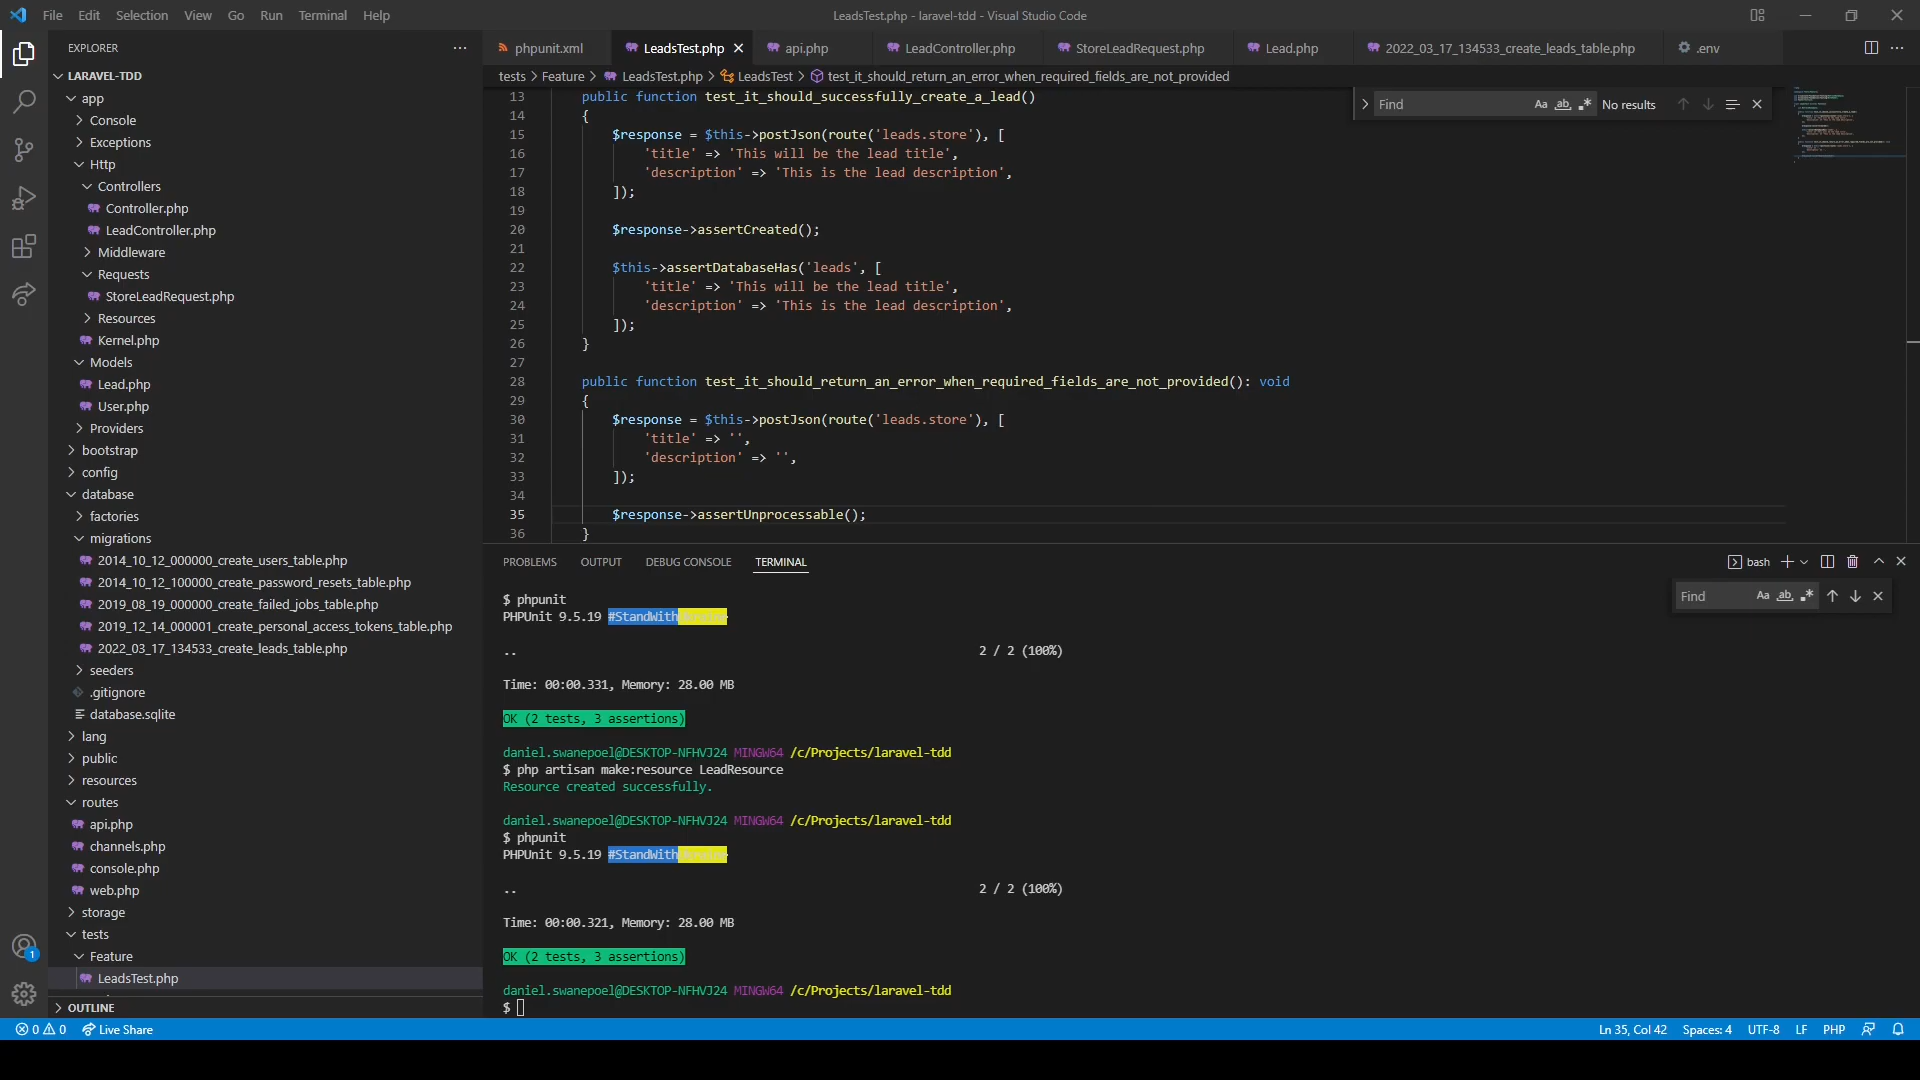 File Edit Selection View Go Run Terminal Help
LeadsTest.php - laravel-tdd - Visual Studio Code
EXPLORER
LARAVEL-TDD
app
Console
Exceptions
Http
Controllers
Controller.php
LeadController.php
Middleware
Requests
StoreLeadRequest.php
Resources
Kernel.php
Models
Lead.php
User.php
Providers
bootstrap
config
database
factories
migrations
2014_10_12_000000_create_users_table.php
2014_10_12_100000_create_password_resets_table.php
2019_08_19_000000_create_failed_jobs_table.php
2019_12_14_000001_create_personal_access_tokens_table.php
2022_03_17_134533_create_leads_table.php
seeders
.gitignore
database.sqlite
lang
public
resources
routes
api.php
channels.php
console.php
web.php
storage
tests
Feature
LeadsTest.php
OUTLINE
phpunit.xml LeadsTest.php api.php LeadController.php StoreLeadRequest.php Lead.php 2022_03_17_134533_create_leads_table.php .env
tests > Feature > LeadsTest.php > LeadsTest > test_it_should_return_an_error_when_required_fields_are_not_provided
Find Aa ab No results
13 public function test_it_should_successfully_create_a_lead()
14 {
15 $response = $this->postJson(route('leads.store'), [
16 'title' => 'This will be the lead title',
17 'description' => 'This is the lead description',
18 ]);
19
20 $response->assertCreated();
21
22 $this->assertDatabaseHas('leads', [
23 'title' => 'This will be the lead title',
24 'description' => 'This is the lead description',
25 ]);
26 }
27
28 public function test_it_should_return_an_error_when_required_fields_are_not_provided(): void
29 {
30 $response = $this->postJson(route('leads.store'), [
31 'title' => '',
32 'description' => '',
33 ]);
34
35 $response->assertUnprocessable();
36 }
PROBLEMS OUTPUT DEBUG CONSOLE TERMINAL
bash
Find Aa ab
$ phpunit
PHPUnit 9.5.19 #StandWith
.. 2 / 2 (100%)
Time: 00:00.331, Memory: 28.00 MB
OK (2 tests, 3 assertions)
daniel.swanepoel@DESKTOP-NFHVJ24 MINGW64 /c/Projects/laravel-tdd
$ php artisan make:resource LeadResource
Resource created successfully.
daniel.swanepoel@DESKTOP-NFHVJ24 MINGW64 /c/Projects/laravel-tdd
$ phpunit
PHPUnit 9.5.19 #StandWith
.. 2 / 2 (100%)
Time: 00:00.321, Memory: 28.00 MB
OK (2 tests, 3 assertions)
daniel.swanepoel@DESKTOP-NFHVJ24 MINGW64 /c/Projects/laravel-tdd
$
1
0 0 Live Share
Ln 35, Col 42 Spaces: 4 UTF-8 LF PHP